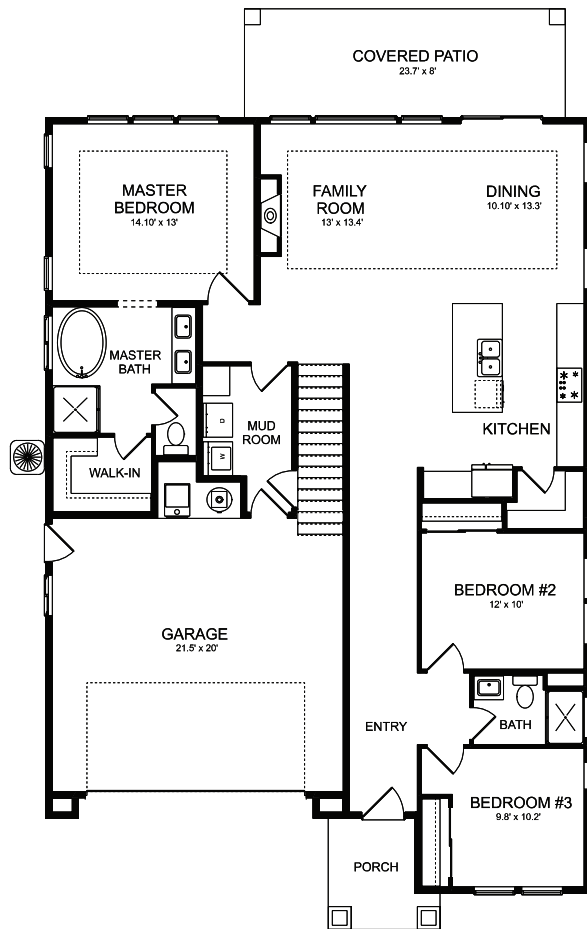 COVERED PATIO
23.7' x 8'
MASTER
BEDROOM
14.10' x 13'
FAMILY
ROOM
13' x 13.4'
DINING
10.10' x 13.3'
MASTER
BATH
MUD
ROOM
D
W
KITCHEN
WALK-IN
BEDROOM #2
12' x 10'
GARAGE
21.5' x 20'
ENTRY
BATH
BEDROOM #3
9.8' x 10.2'
PORCH